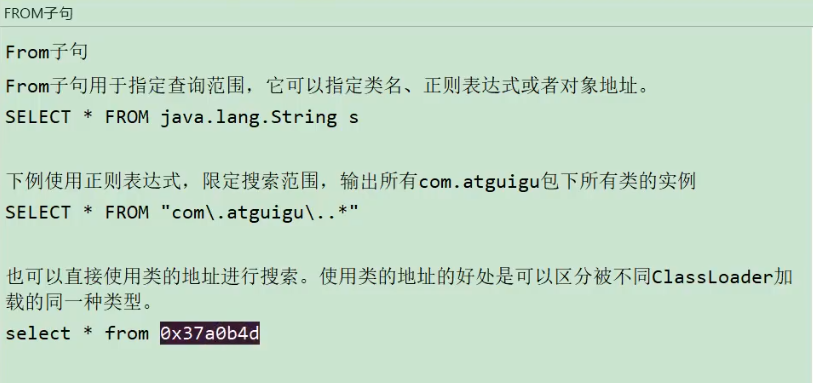 FROM子句
From子句
From子句用于指定查询范围，它可以指定类名、正则表达式或者对象地址。
SELECT * FROM java.lang.String s
下例使用正则表达式，限定搜索范围，输出所有com.atguigu包下所有类的实例
SELECT * FROM "com\.atguigu\..*"
也可以直接使用类的地址进行搜索。使用类的地址的好处是可以区分被不同ClassLoader加
载的同一种类型。
select * from 0x37a0b4d